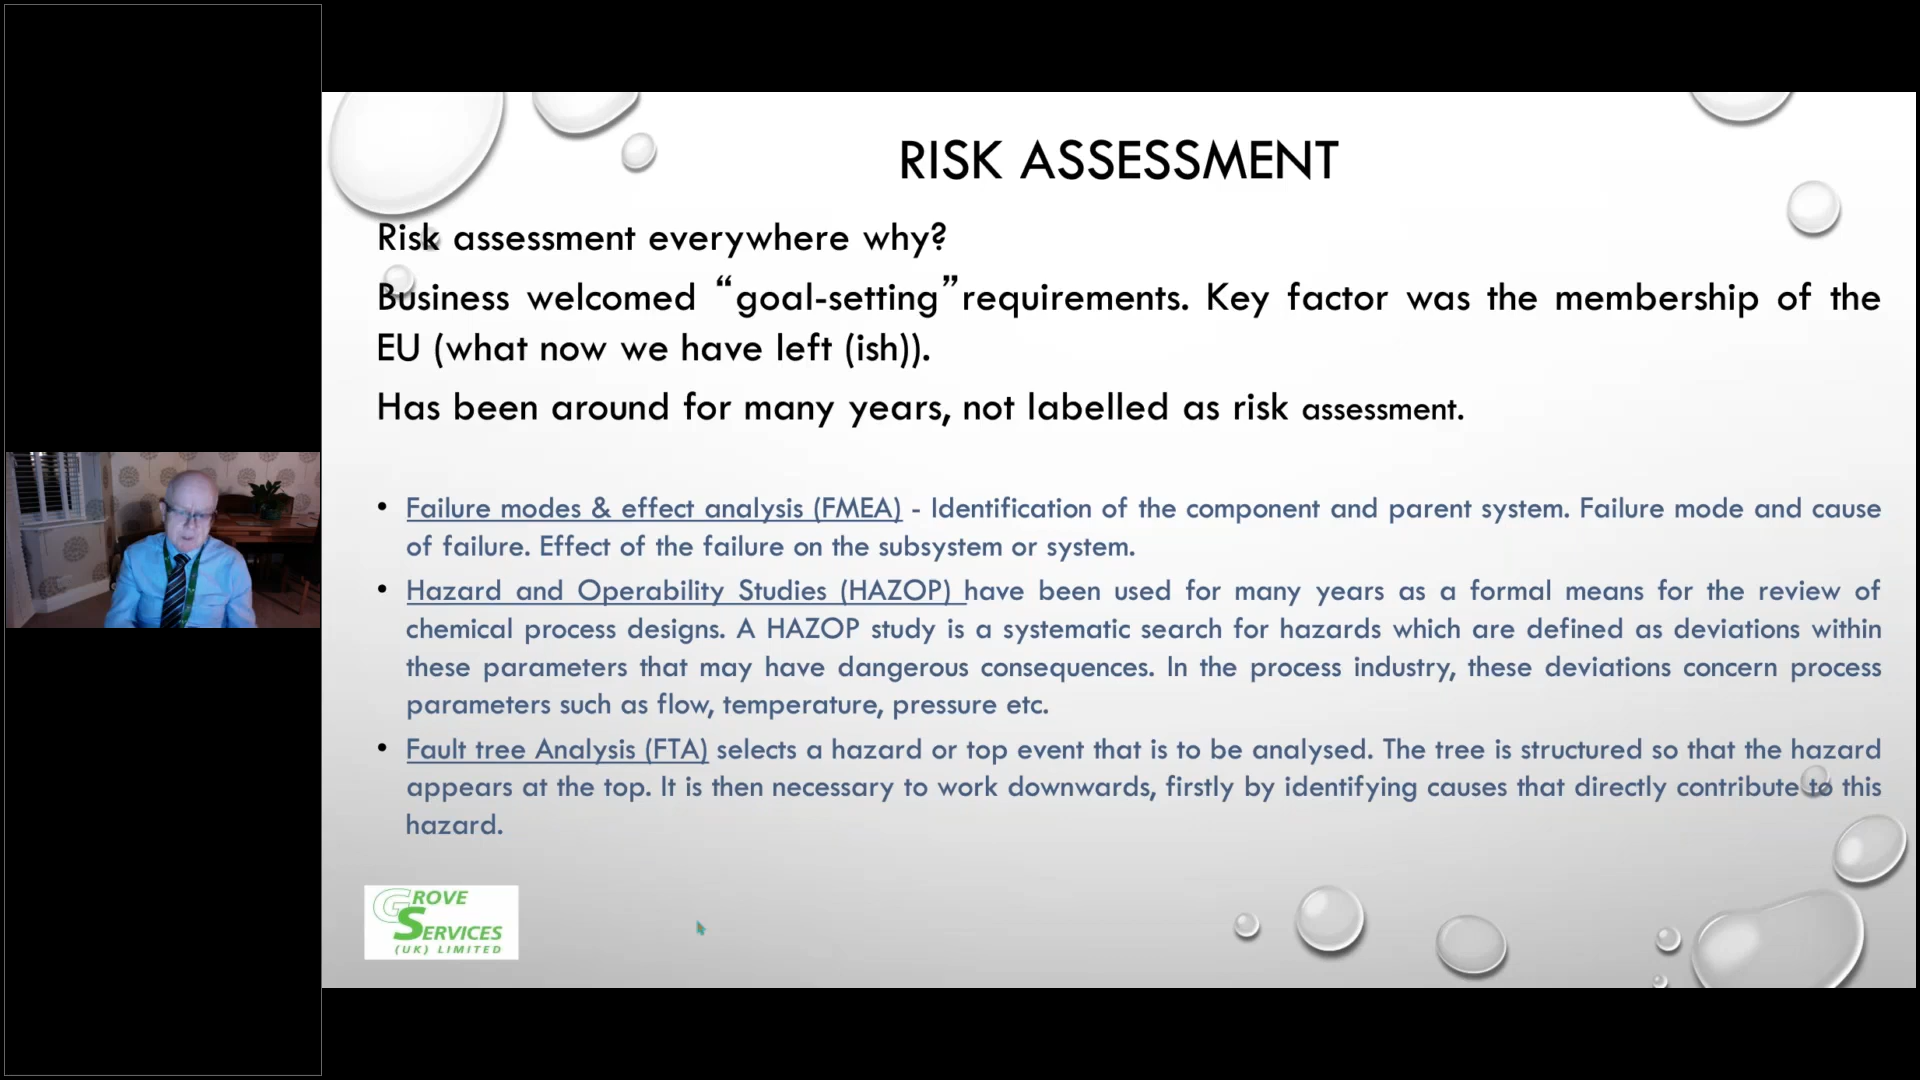 RISK ASSESSMENT
Risk assessment everywhere why?
Business welcomed “goal-setting”requirements. Key factor was the membership of the
EU (what now we have left (ish)).
Has been around for many years, not labelled as risk assessment.
• Failure modes & effect analysis (FMEA) - Identification of the component and parent system. Failure mode and cause
of failure. Effect of the failure on the subsystem or system.
• Hazard and Operability Studies (HAZOP) have been used for many years as a formal means for the review of
chemical process designs. A HAZOP study is a systematic search for hazards which are defined as deviations within
these parameters that may have dangerous consequences. In the process industry, these deviations concern process
parameters such as flow, temperature, pressure etc.
• Fault tree Analysis (FTA) selects a hazard or top event that is to be analysed. The tree is structured so that the hazard
appears at the top. It is then necessary to work downwards, firstly by identifying causes that directly contribute to this
hazard.
GROVE
SERVICES
(UK) LIMITED